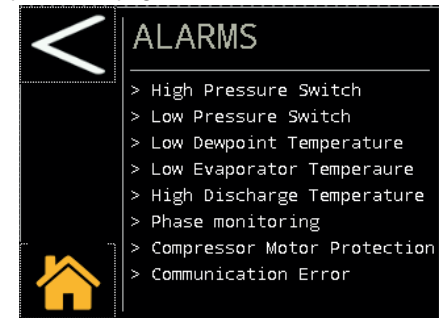 ALARMS
> High Pressure Switch
> Low Pressure Switch
> Low Dewpoint Temperature
> Low Evaporator Temperaure
> High Discharge Temperature
> Phase monitoring
> Compressor Motor Protection
> Communication Error